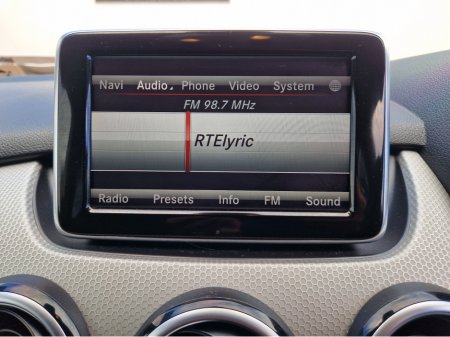 Navi Audio Phone Video System
FM 98.7 MHz
RTElyric
Radio Presets Info FM Sound